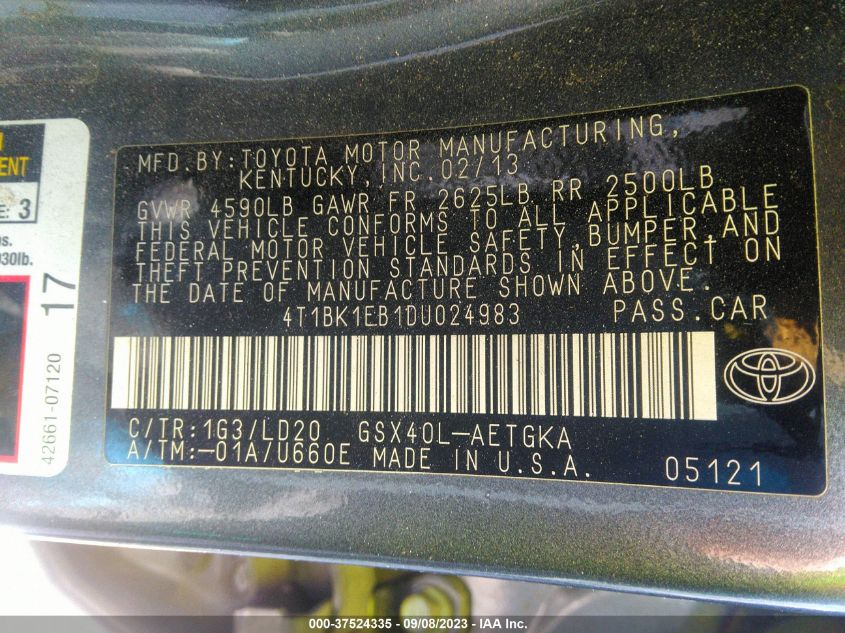 MFD.BY:TOYOTA MOTOR MANUFACTURING,
KENTUCKY, INC. 02/13
GVWR 4590LB GAWR FR 2625LB RR 2500LB
THIS VEHICLE CONFORMS TO ALL APPLICABLE
FEDERAL MOTOR VEHICLE SAFETY,BUMPER,AND
THEFT PREVENTION STANDARDS IN EFFECT ON
THE DATE OF MANUFACTURE SHOWN ABOVE.
4T1BK1EB1DU024983 PASS.CAR
C/TR:1G3/LD20 GSX40L-AETGKA
A/TM:-01A/U660E MADE IN U.S.A. 05121
3
17
42661-07120
000-37524335 - 09/08/2023 - IAA Inc.